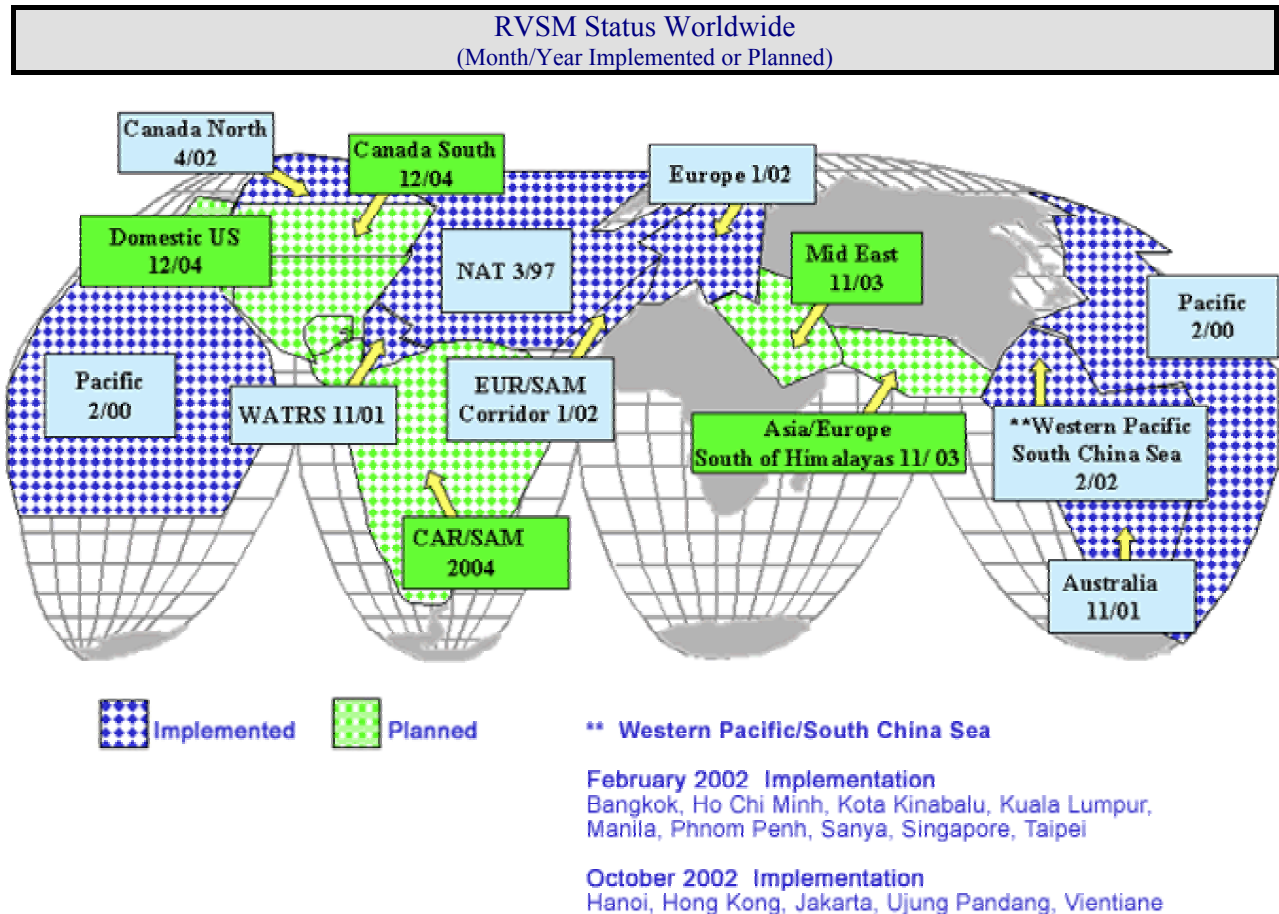 RVSM Status Worldwide
(Month/Year Implemented or Planned)
Canada North
4/02
Canada South
12/04
Europe 1/02
Domestic US
12/04
NAT 3/97
Mid East
11/03
Pacific
2/00
Pacific
2/00
WATRS 11/01
EUR/SAM
Corridor 1/02
Asia/Europe
South of Himalayas 11/ 03
**Western Pacific
South China Sea
2/02
CAR/SAM
2004
Australia
11/01
Implemented
Planned
** Western Pacific/South China Sea
February 2002 Implementation
Bangkok, Ho Chi Minh, Kota Kinabalu, Kuala Lumpur,
Manila, Phnom Penh, Sanya, Singapore, Taipei
October 2002 Implementation
Hanoi, Hong Kong, Jakarta, Ujung Pandang, Vientiane